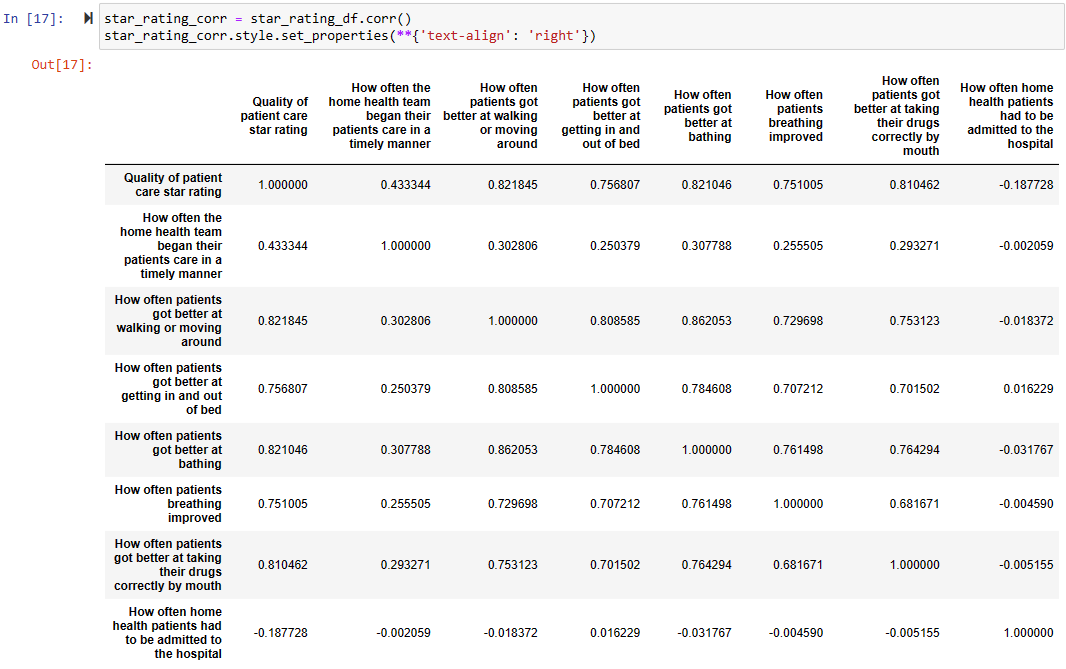 In [17]:
star_rating_corr = star_rating_df.corr()
star_rating_corr.style.set_properties(**{'text-align': 'right'})
Out[17]:
Quality of
patient care
star rating
How often the
home health team
began their
patients care in a
timely manner
How often
patients got
better at walking
or moving
around
How often
patients got
better at
getting in and
out of bed
How often
patients got
better at
bathing
How often
patients
breathing
improved
How often
patients got
better at taking
their drugs
correctly by
mouth
How often home
health patients
had to be
admitted to the
hospital
Quality of patient
care star rating
1.000000 0.433344 0.821845 0.756807 0.821046 0.751005 0.810462 -0.187728
How often the
home health team
began their
patients care in a
timely manner
0.433344 1.000000 0.302806 0.250379 0.307788 0.255505 0.293271 -0.002059
How often patients
got better at
walking or moving
around
0.821845 0.302806 1.000000 0.808585 0.862053 0.729698 0.753123 -0.018372
How often patients
got better at
getting in and out
of bed
0.756807 0.250379 0.808585 1.000000 0.784608 0.707212 0.701502 0.016229
How often patients
got better at
bathing
0.821046 0.307788 0.862053 0.784608 1.000000 0.761498 0.764294 -0.031767
How often patients
breathing
improved
0.751005 0.255505 0.729698 0.707212 0.761498 1.000000 0.681671 -0.004590
How often patients
got better at taking
their drugs
correctly by mouth
0.810462 0.293271 0.753123 0.701502 0.764294 0.681671 1.000000 -0.005155
How often home
health patients had
to be admitted to
the hospital
-0.187728 -0.002059 -0.018372 0.016229 -0.031767 -0.004590 -0.005155 1.000000